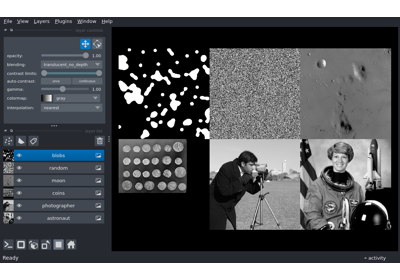 File View Layers Plugins Window Help
opacity: 1.00
blending: translucent_no_depth
contrast limits:
auto-contrast: once continuous
gamma: 1.00
colormap: gray
interpolation: nearest
blobs
random
moon
coins
photographer
astronaut
Ready activity